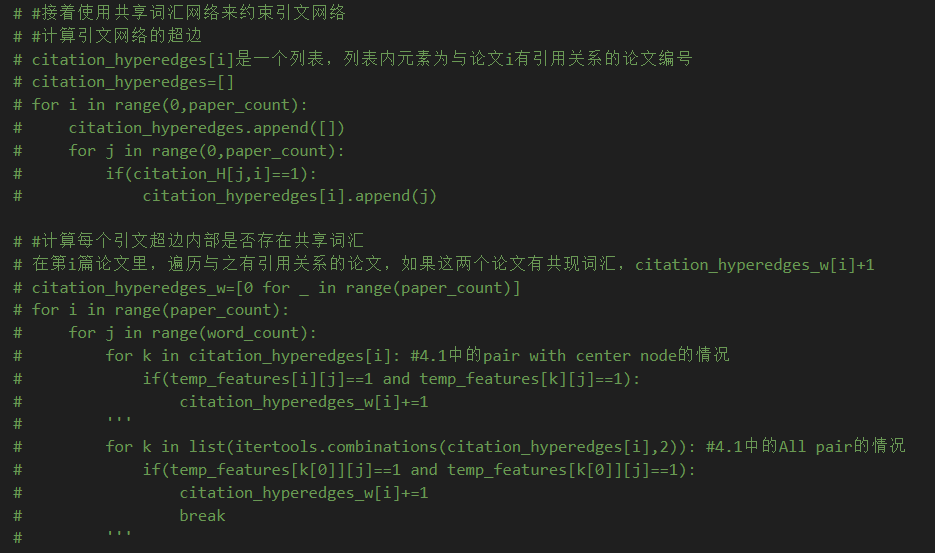 # #接着使用共享词汇网络来约束引文网络
# #计算引文网络的超边
# citation_hyperedges[i]是一个列表，列表内元素为与论文i有引用关系的论文编号
# citation_hyperedges=[]
# for i in range(0,paper_count):
#     citation_hyperedges.append([])
#     for j in range(0,paper_count):
#         if(citation_H[j,i]==1):
#             citation_hyperedges[i].append(j)

# #计算每个引文超边内部是否存在共享词汇
# 在第i篇论文里，遍历与之有引用关系的论文，如果这两个论文有共现词汇，citation_hyperedges_w[i]+1
# citation_hyperedges_w=[0 for _ in range(paper_count)]
# for i in range(paper_count):
#     for j in range(word_count):
#         for k in citation_hyperedges[i]: #4.1中的pair with center node的情况
#             if(temp_features[i][j]==1 and temp_features[k][j]==1):
#                 citation_hyperedges_w[i]+=1
#         '''
#         for k in list(itertools.combinations(citation_hyperedges[i],2)): #4.1中的All pair的情况
#             if(temp_features[k[0]][j]==1 and temp_features[k[0]][j]==1):
#                 citation_hyperedges_w[i]+=1
#                 break
#         '''